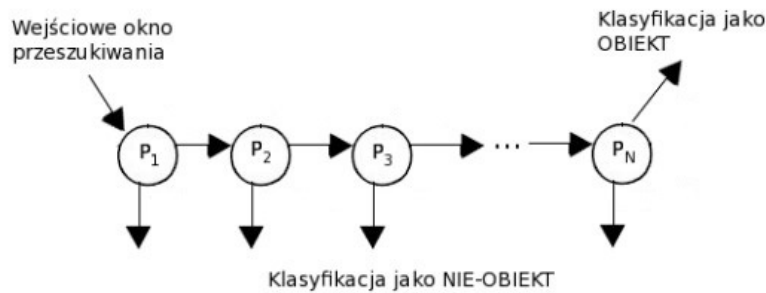 Wejściowe okno
przeszukiwania
Klasyfikacja jako
OBIEKT
P1 P2 P3 ... PN
Klasyfikacja jako NIE-OBIEKT